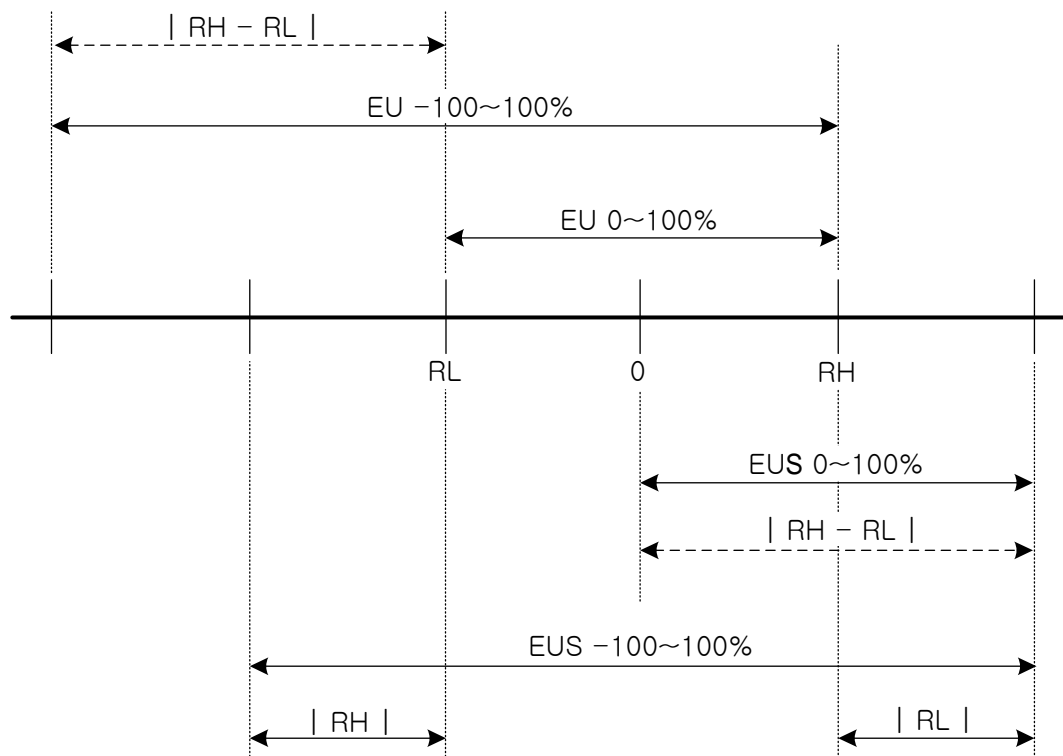 | RH − RL |
EU −100~100%
EU 0~100%
RL
0
RH
EUS 0~100%
| RH − RL |
EUS −100~100%
| RH |
| RL |